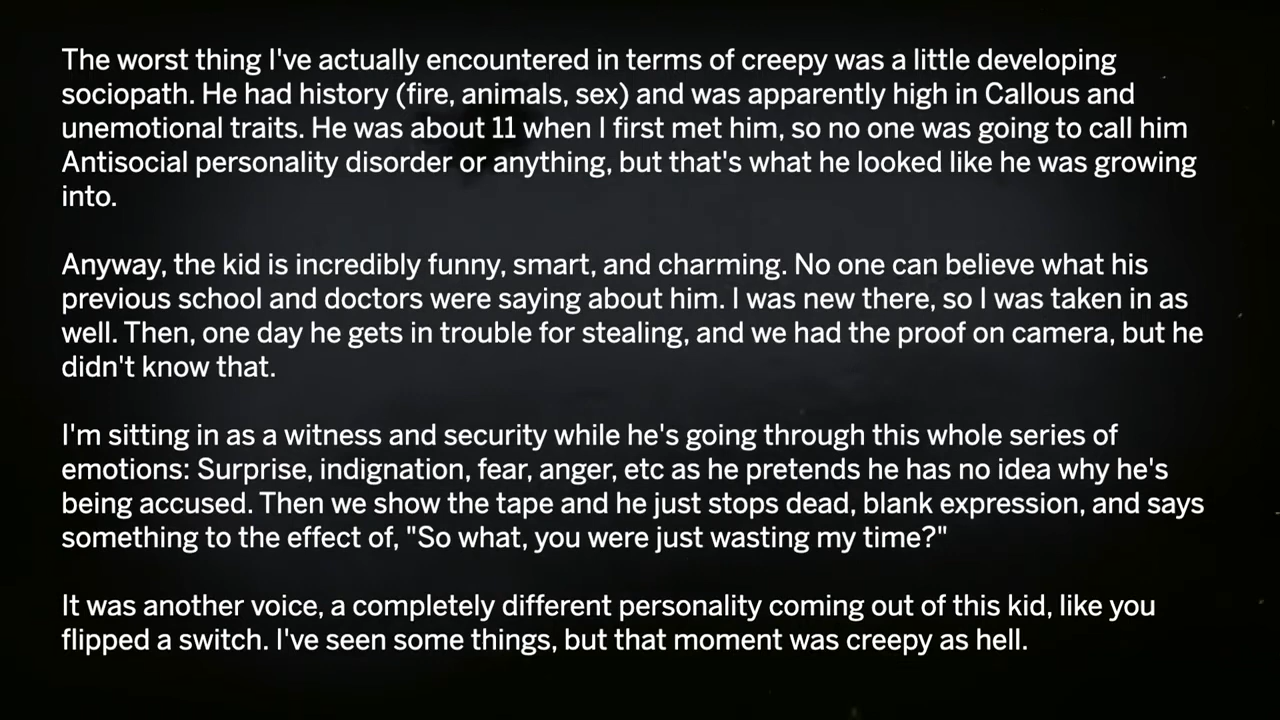 The worst thing I've actually encountered in terms of creepy was a little developing
sociopath. He had history (fire, animals, sex) and was apparently high in Callous and
unemotional traits. He was about 11 when I first met him, so no one was going to call him
Antisocial personality disorder or anything, but that's what he looked like he was growing
into.
Anyway, the kid is incredibly funny, smart, and charming. No one can believe what his
previous school and doctors were saying about him. I was new there, so I was taken in as
well. Then, one day he gets in trouble for stealing, and we had the proof on camera, but he
didn't know that.
I'm sitting in as a witness and security while he's going through this whole series of
emotions: Surprise, indignation, fear, anger, etc as he pretends he has no idea why he's
being accused. Then we show the tape and he just stops dead, blank expression, and says
something to the effect of, "So what, you were just wasting my time?"
It was another voice, a completely different personality coming out of this kid, like you
flipped a switch. I've seen some things, but that moment was creepy as hell.